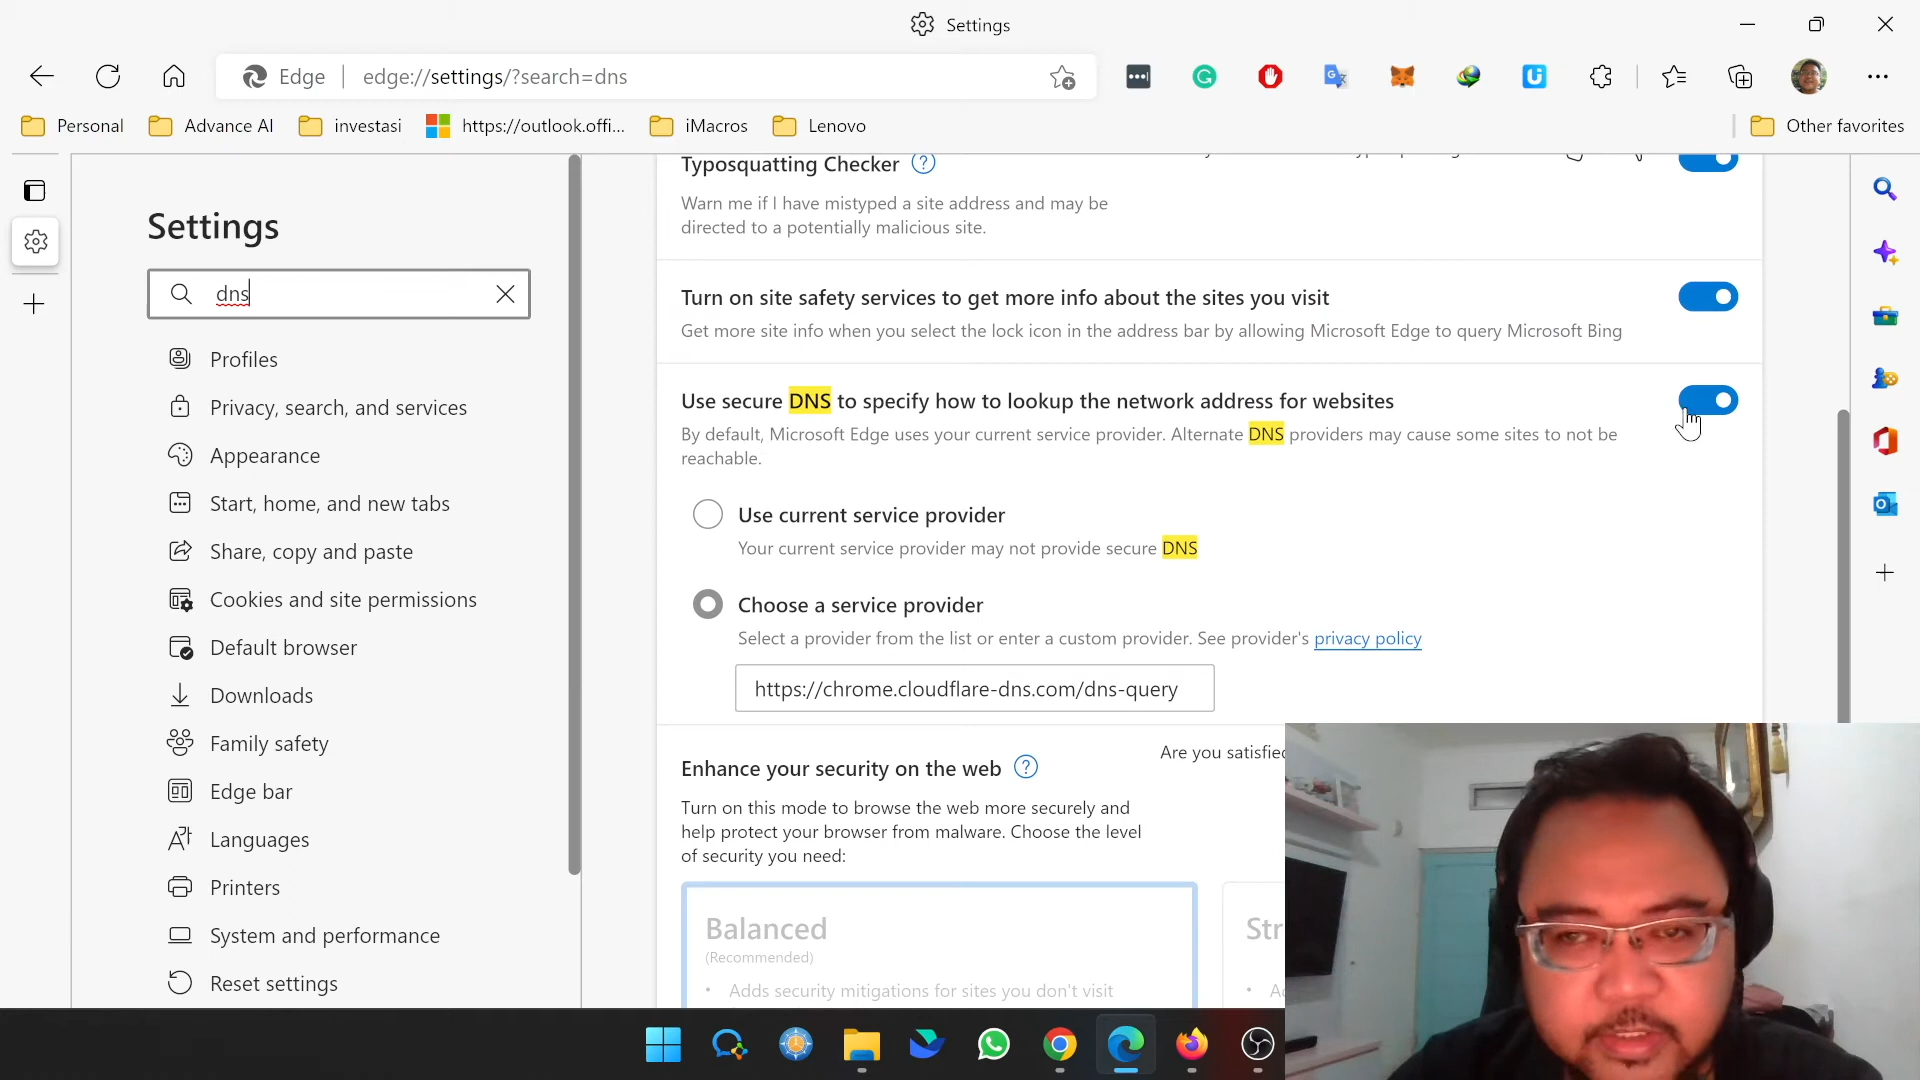 Settings
Edge
edge://settings/?search=dns
Personal
Advance AI
investasi
https://outlook.offi...
iMacros
Lenovo
Other favorites
Settings
dns
Profiles
Privacy, search, and services
Appearance
Start, home, and new tabs
Share, copy and paste
Cookies and site permissions
Default browser
Downloads
Family safety
Edge bar
Languages
Printers
System and performance
Reset settings
Typosquatting Checker
Warn me if I have mistyped a site address and may be
directed to a potentially malicious site.
Turn on site safety services to get more info about the sites you visit
Get more site info when you select the lock icon in the address bar by allowing Microsoft Edge to query Microsoft Bing
Use secure DNS to specify how to lookup the network address for websites
By default, Microsoft Edge uses your current service provider. Alternate DNS providers may cause some sites to not be
reachable.
Use current service provider
Your current service provider may not provide secure DNS
Choose a service provider
Select a provider from the list or enter a custom provider. See provider's privacy policy
https://chrome.cloudflare-dns.com/dns-query
Enhance your security on the web
Are you satisfied
Turn on this mode to browse the web more securely and
help protect your browser from malware. Choose the level
of security you need:
Balanced
(Recommended)
• Adds security mitigations for sites you don't visit
Str